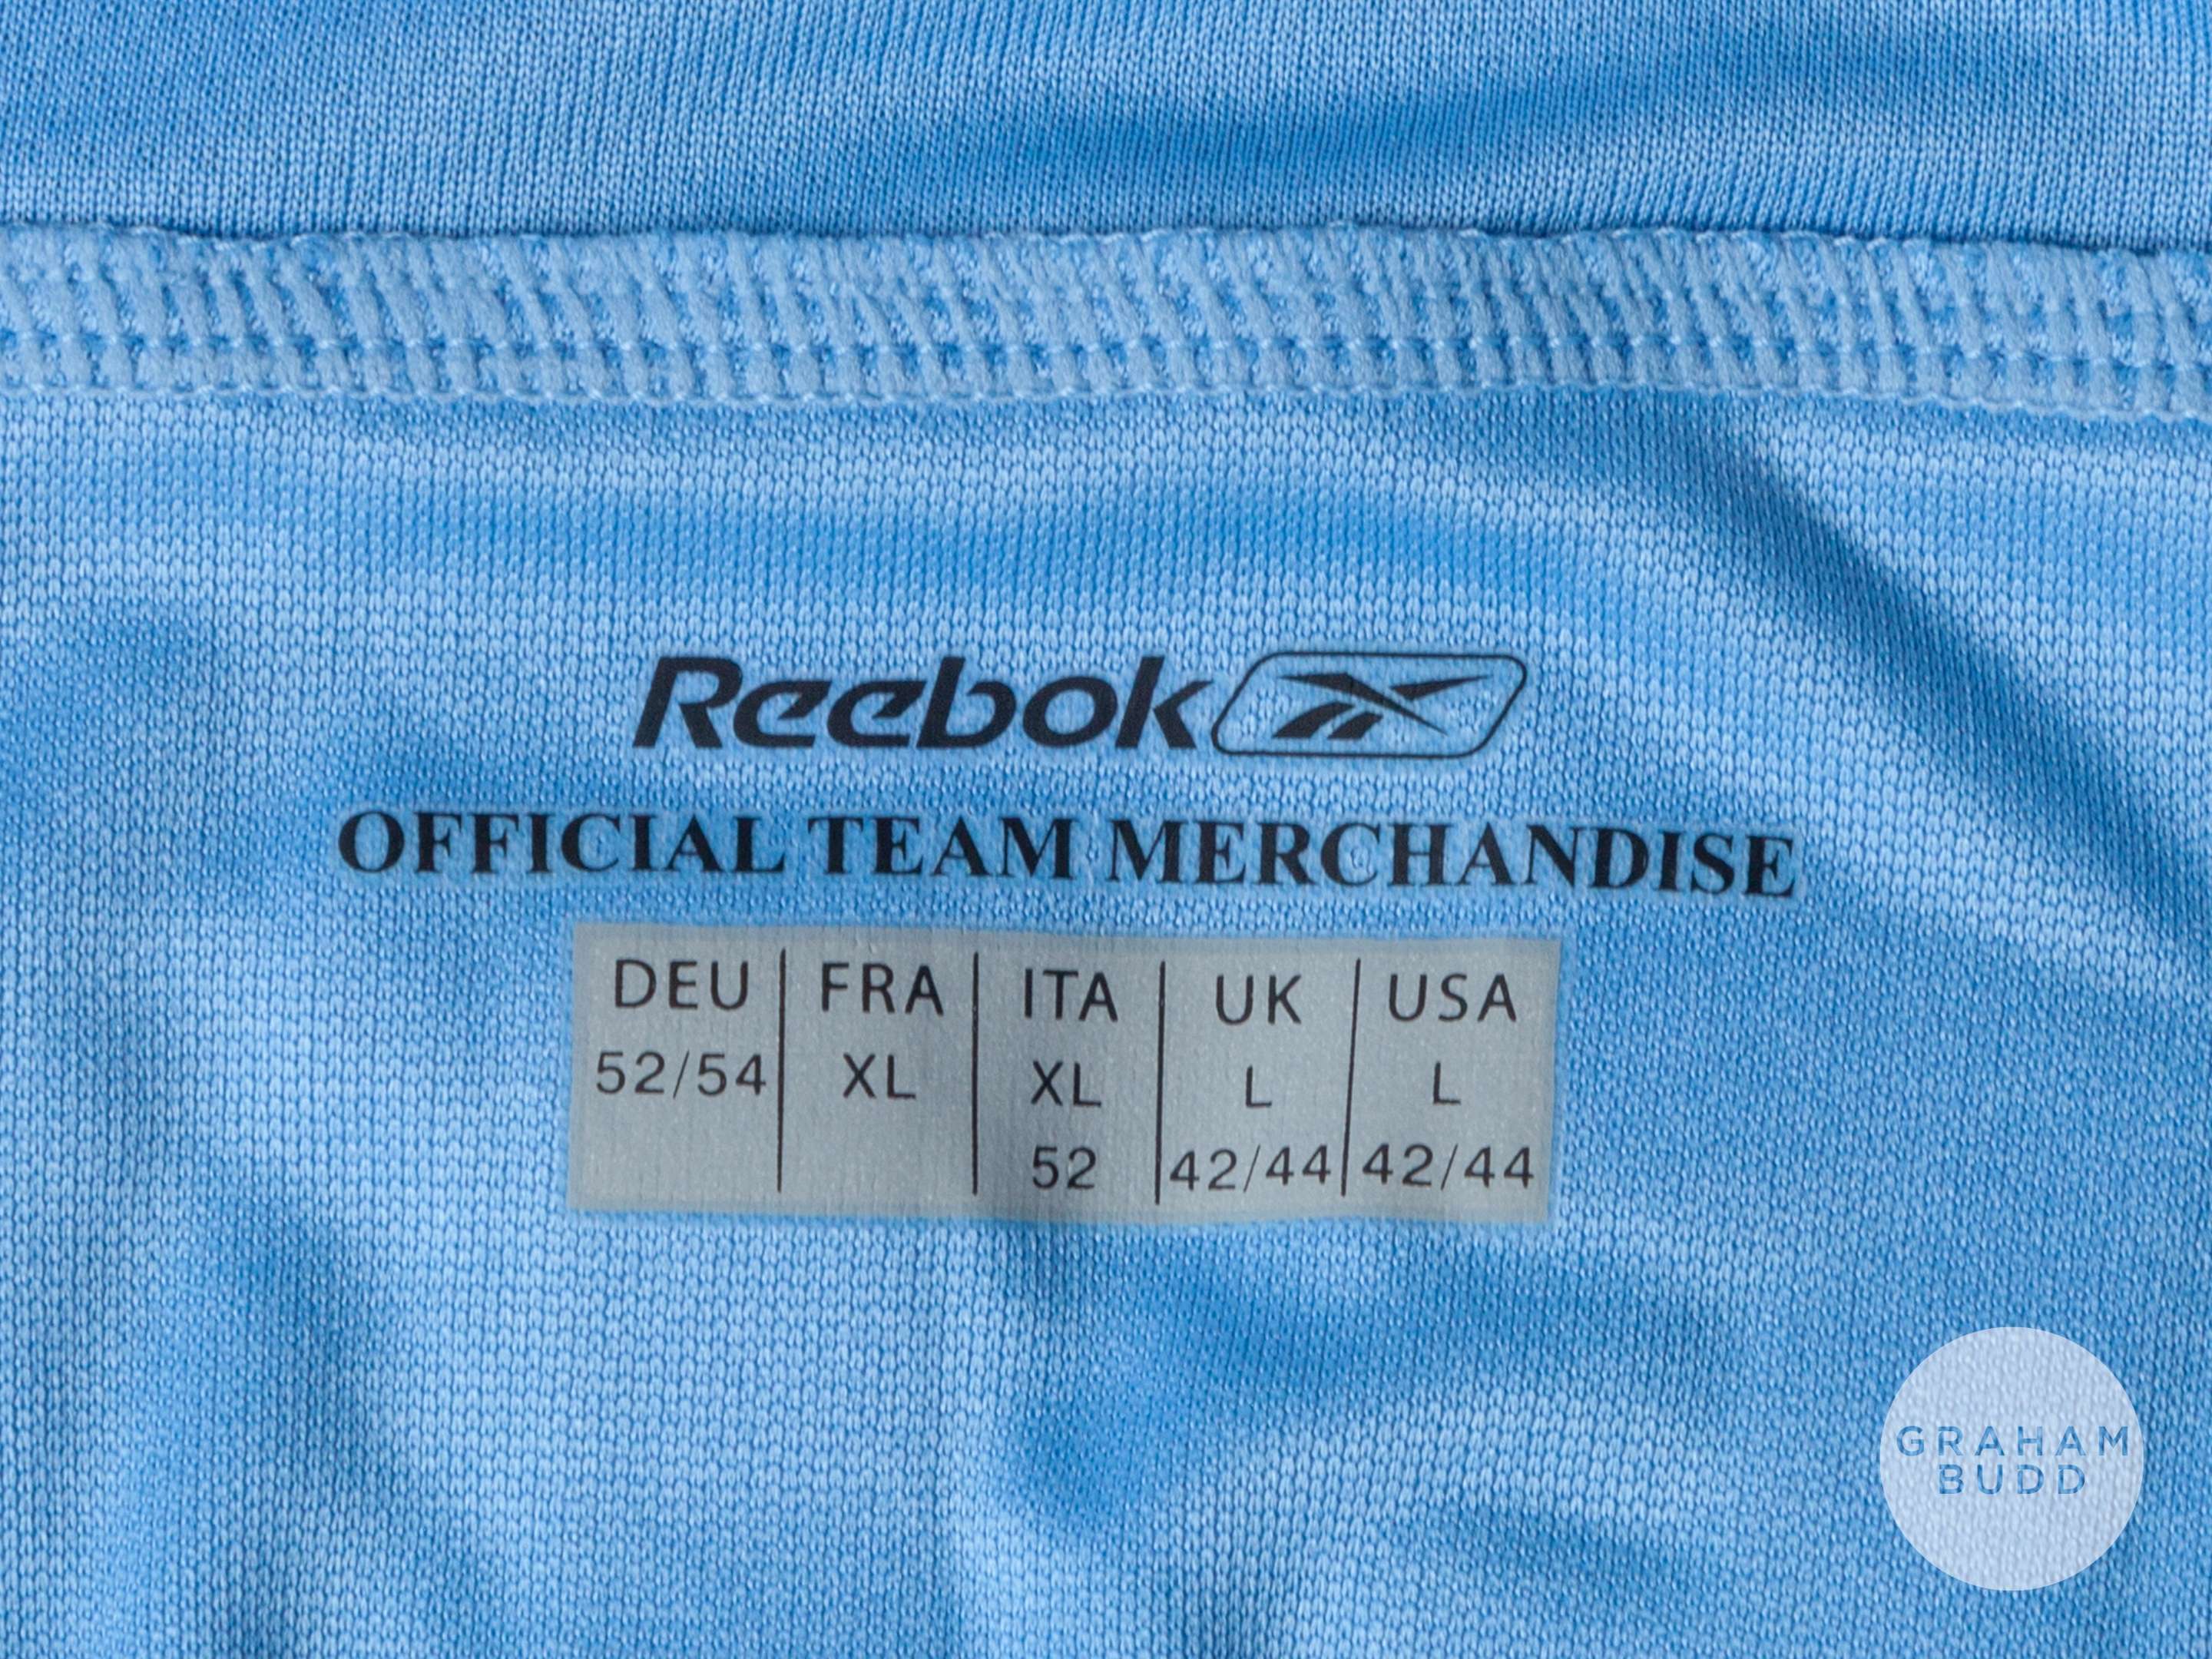 Reebok
OFFICIAL TEAM MERCHANDISE
DEU FRA ITA UK USA
52/54 XL XL L L
52 42/44 42/44
GRAHAM
BUDD